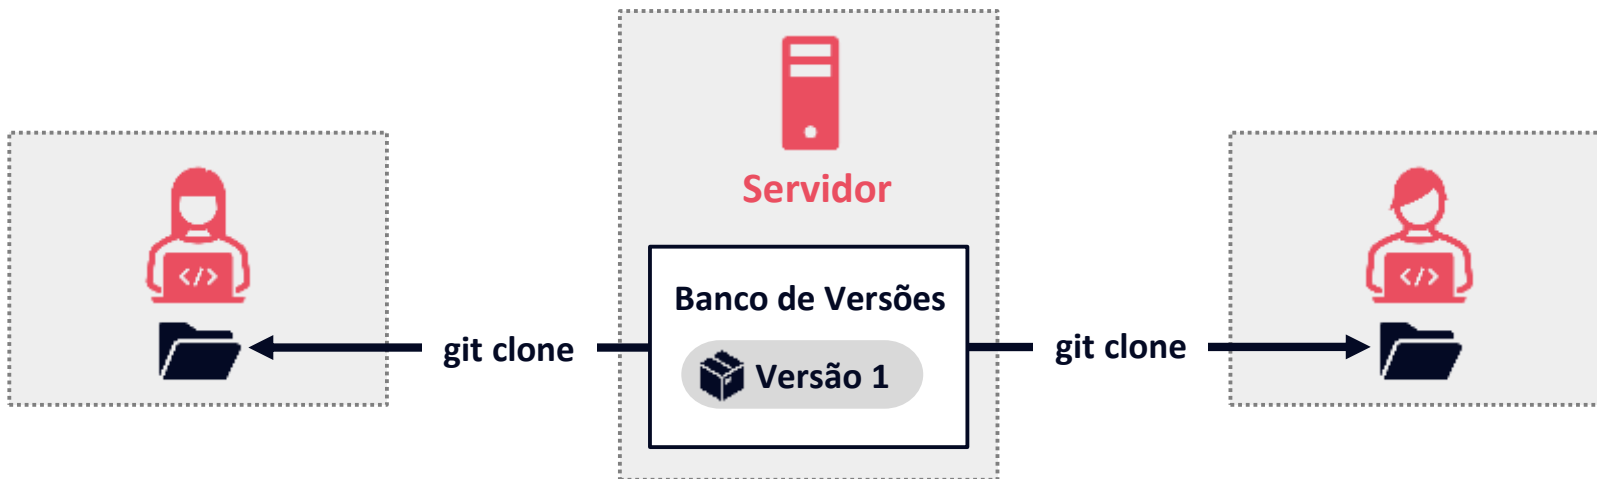 Servidor
</>
Banco de Versões
git clone
Versão 1
git clone
</>